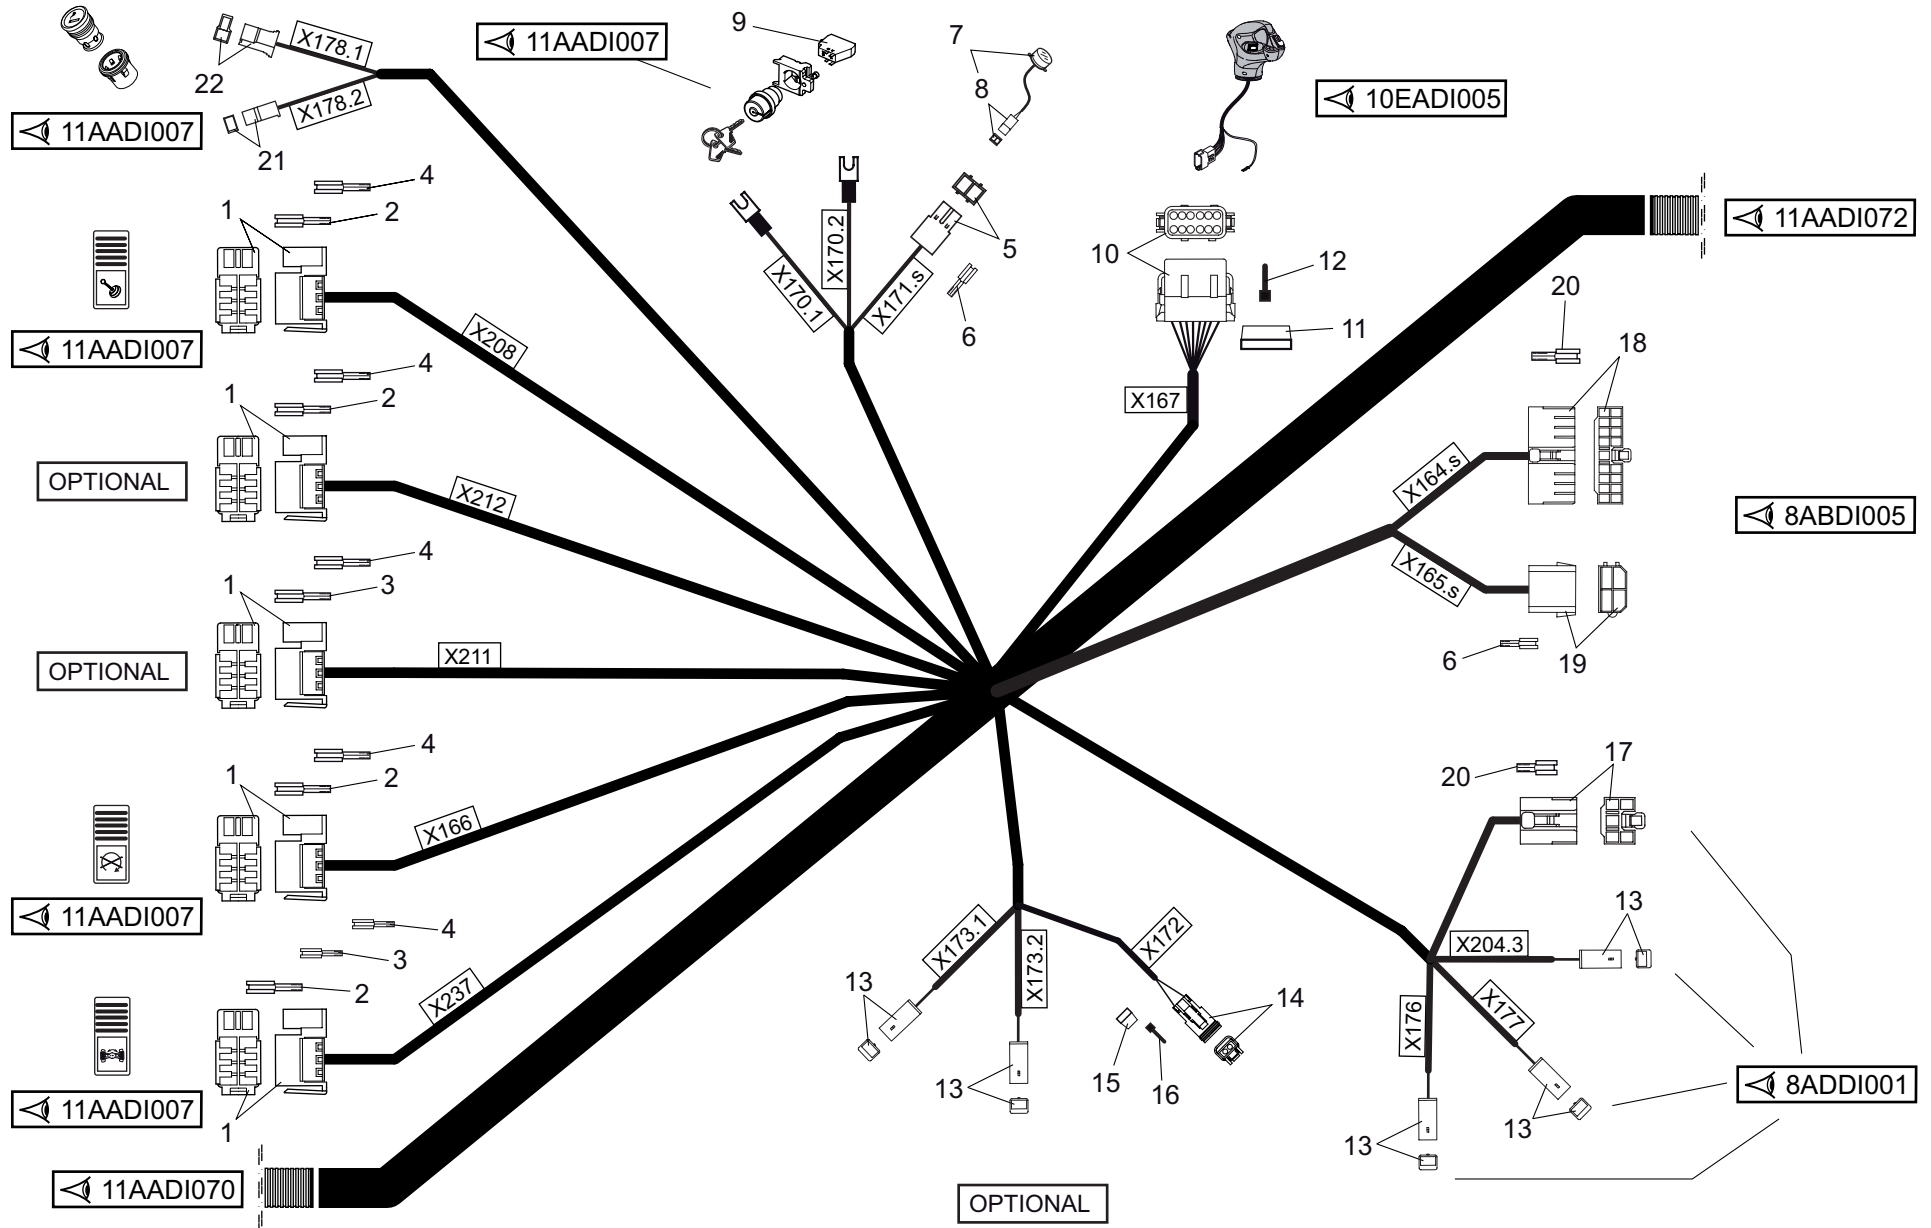 X178.1
22
X178.2
21
11AADI007
11AADI007
9
7
8
10EADI005
4
1
2
X208
11AADI007
X170.1
X170.2
X171.s
5
6
10
12
11
X167
11AADI072
4
1
2
X212
OPTIONAL
20
18
X164.s
X165.s
8ABDI005
6
19
4
1
3
X211
OPTIONAL
4
1
2
X166
11AADI007
4
3
2
X237
1
11AADI007
11AADI070
X173.1
X173.2
X172
13
13
14
15
16
OPTIONAL
17
20
X204.3
13
X176
X177
13
13
8ADDI001